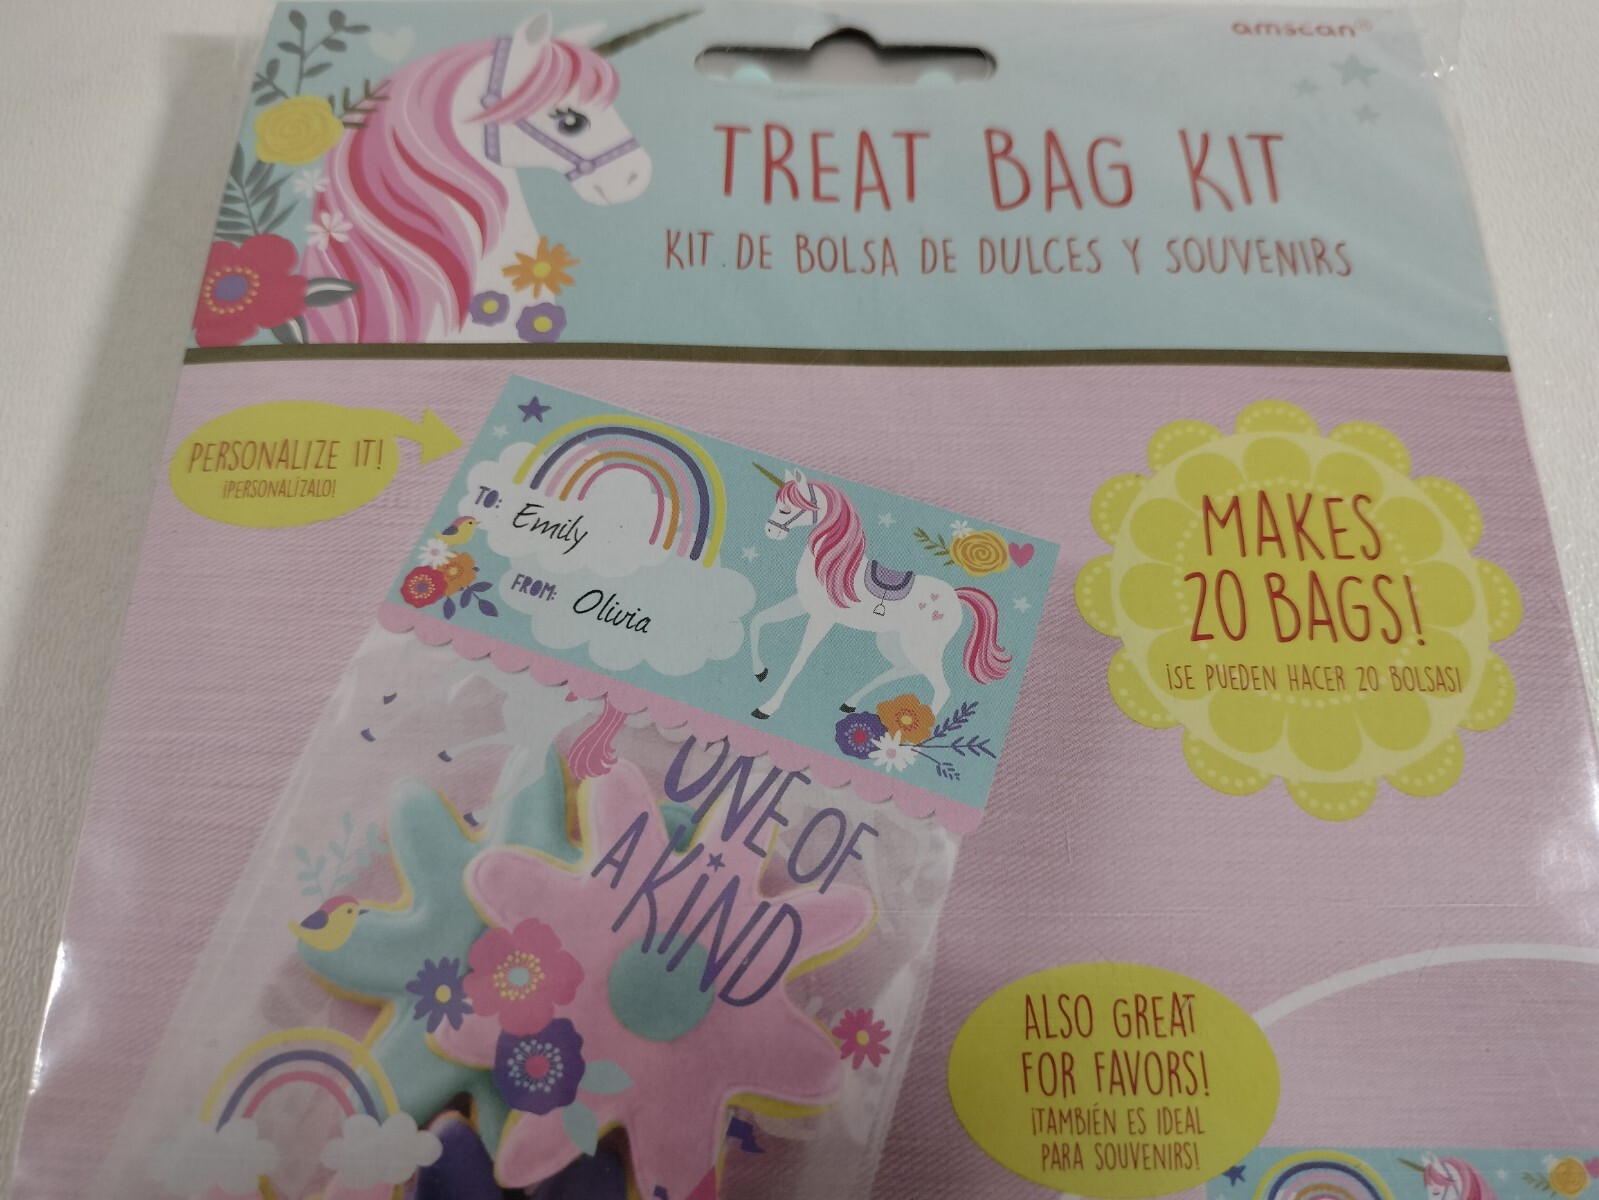 amscan®
TREAT BAG KIT
KIT DE BOLSA DE DULCES Y SOUVENIRS
PERSONALIZE IT!
¡PERSONALÍZALO!
TO: Emily
FROM: Olivia
MAKES
20 BAGS!
¡SE PUEDEN HACER 20 BOLSAS!
ONE OF
A KIND
ALSO GREAT
FOR FAVORS!
¡TAMBIÉN ES IDEAL
PARA SOUVENIRS!